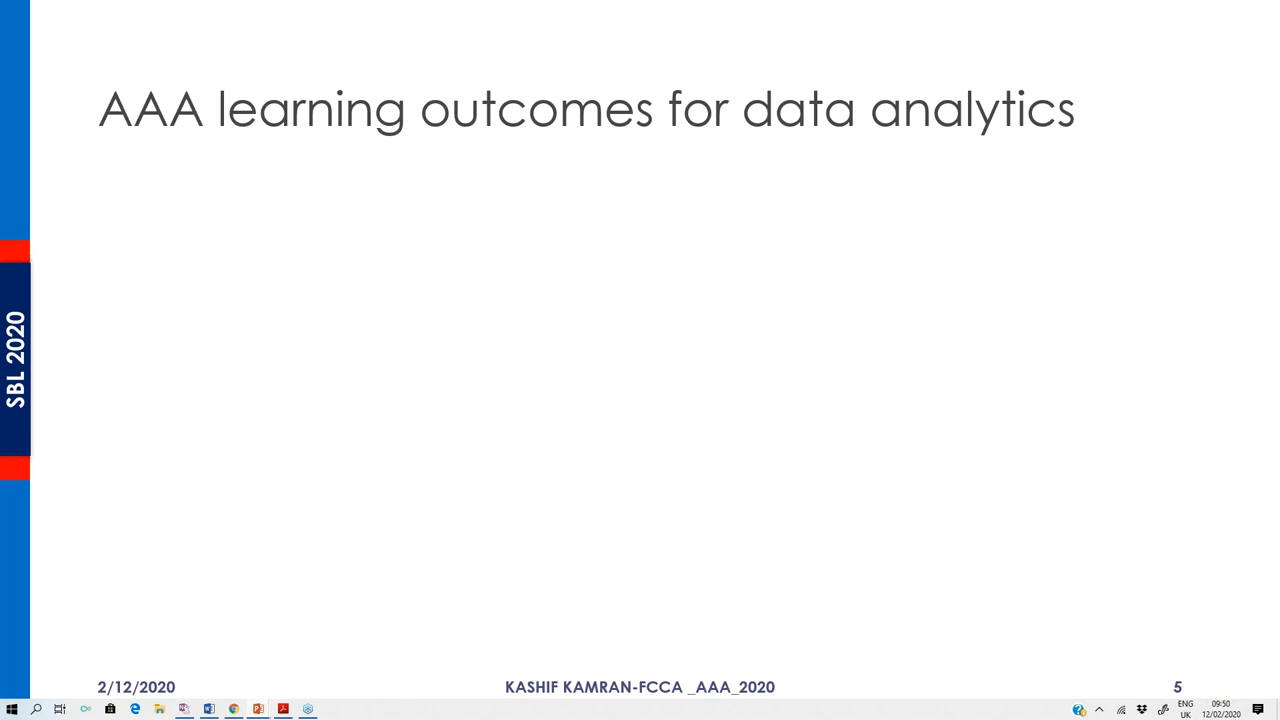 AAA learning outcomes for data analytics
SBL 2020
2/12/2020
KASHIF KAMRAN-FCCA _AAA_2020
5
ENG
UK
09:50
12/02/2020